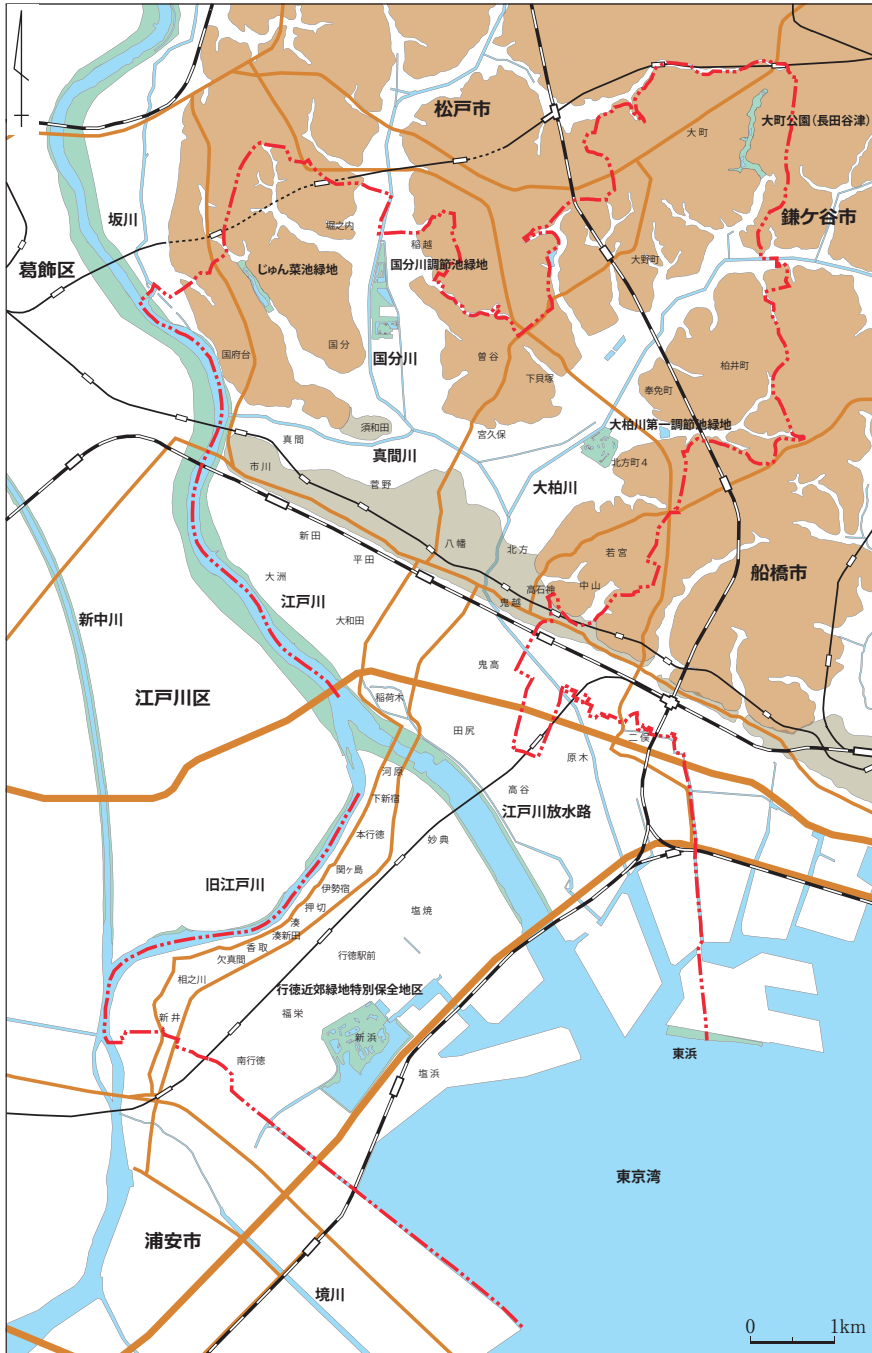 松戸市
大町
大町公園(長田谷津)
坂川
堀之内
稲越
鎌ケ谷市
葛飾区
じゅん菜池緑地
国分川調節池緑地
大野町
国府台
国分
国分川
曽谷
下貝塚
柏井町
奉免町
須和田
大柏川第一調節池緑地
真間
真間川
宮久保
市川
菅野
大柏川
北方町4
新田
平田
八幡
北方
若宮
船橋市
大洲
江戸川
高石神
中山
鬼越
新中川
大和田
江戸川区
鬼高
稲荷木
田尻
二俣
原木
河原
高谷
下新宿
江戸川放水路
本行徳
妙典
関ヶ島
旧江戸川
伊勢宿
押切
塩焼
湊
湊新田
香取
欠真間
行徳駅前
相之川
行徳近郊緑地特別保全地区
新井
福栄
新浜
東浜
南行徳
塩浜
東京湾
浦安市
境川
0 1km